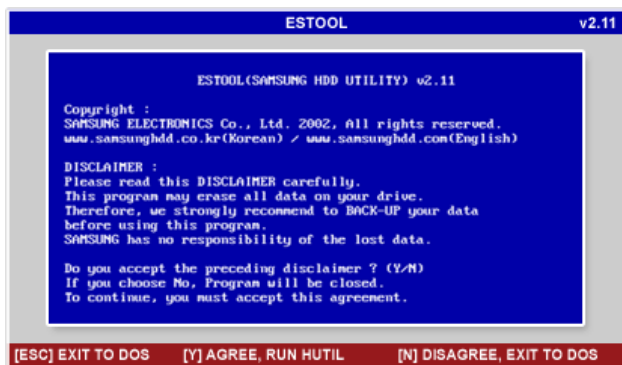 ESTOOL v2.11
ESTOOL(SAMSUNG HDD UTILITY) v2.11
Copyright :
SAMSUNG ELECTRONICS Co., Ltd. 2002, All rights reserved.
www.samsunghdd.co.kr(Korean) / www.samsunghdd.com(English)
DISCLAIMER :
Please read this DISCLAIMER carefully.
This program may erase all data on your drive.
Therefore, we strongly recommend to BACK-UP your data
before using this program.
SAMSUNG has no responsibility of the lost data.
Do you accept the preceding disclaimer ? (Y/N)
If you choose No, Program will be closed.
To continue, you must accept this agreement.
[ESC] EXIT TO DOS [Y] AGREE, RUN HUTIL [N] DISAGREE, EXIT TO DOS